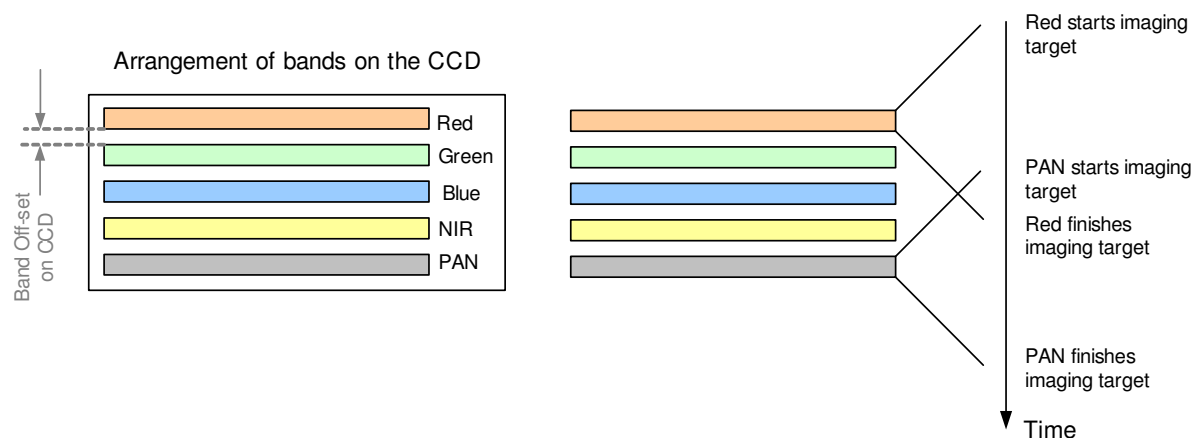 Arrangement of bands on the CCD
Red
Green
Blue
NIR
PAN
Band Off-set
on CCD
Red starts imaging
target
PAN starts imaging
target
Red finishes
imaging target
PAN finishes
imaging target
Time